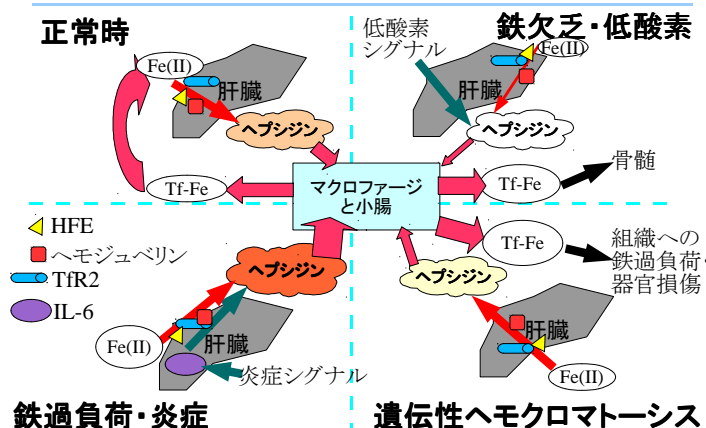 正常時
Fe(II)
肝臓
ヘプシジン
Tf-Fe
低酸素
シグナル
鉄欠乏・低酸素
Fe(II)
肝臓
ヘプシジン
Tf-Fe
骨髄
マクロファージ
と小腸
HFE
ヘモジュベリン
TfR2
IL-6
ヘプシジン
Fe(II)
肝臓
炎症シグナル
鉄過負荷・炎症
Tf-Fe
組織への
鉄過負荷・
器官損傷
ヘプシジン
肝臓
Fe(II)
遺伝性ヘモクロマトーシス